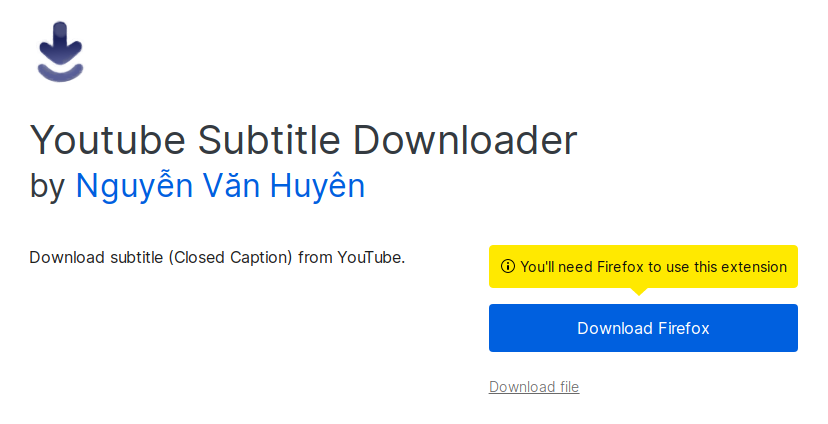 Youtube Subtitle Downloader
by Nguyễn Văn Huyên
Download subtitle (Closed Caption) from YouTube.
You'll need Firefox to use this extension
Download Firefox
Download file